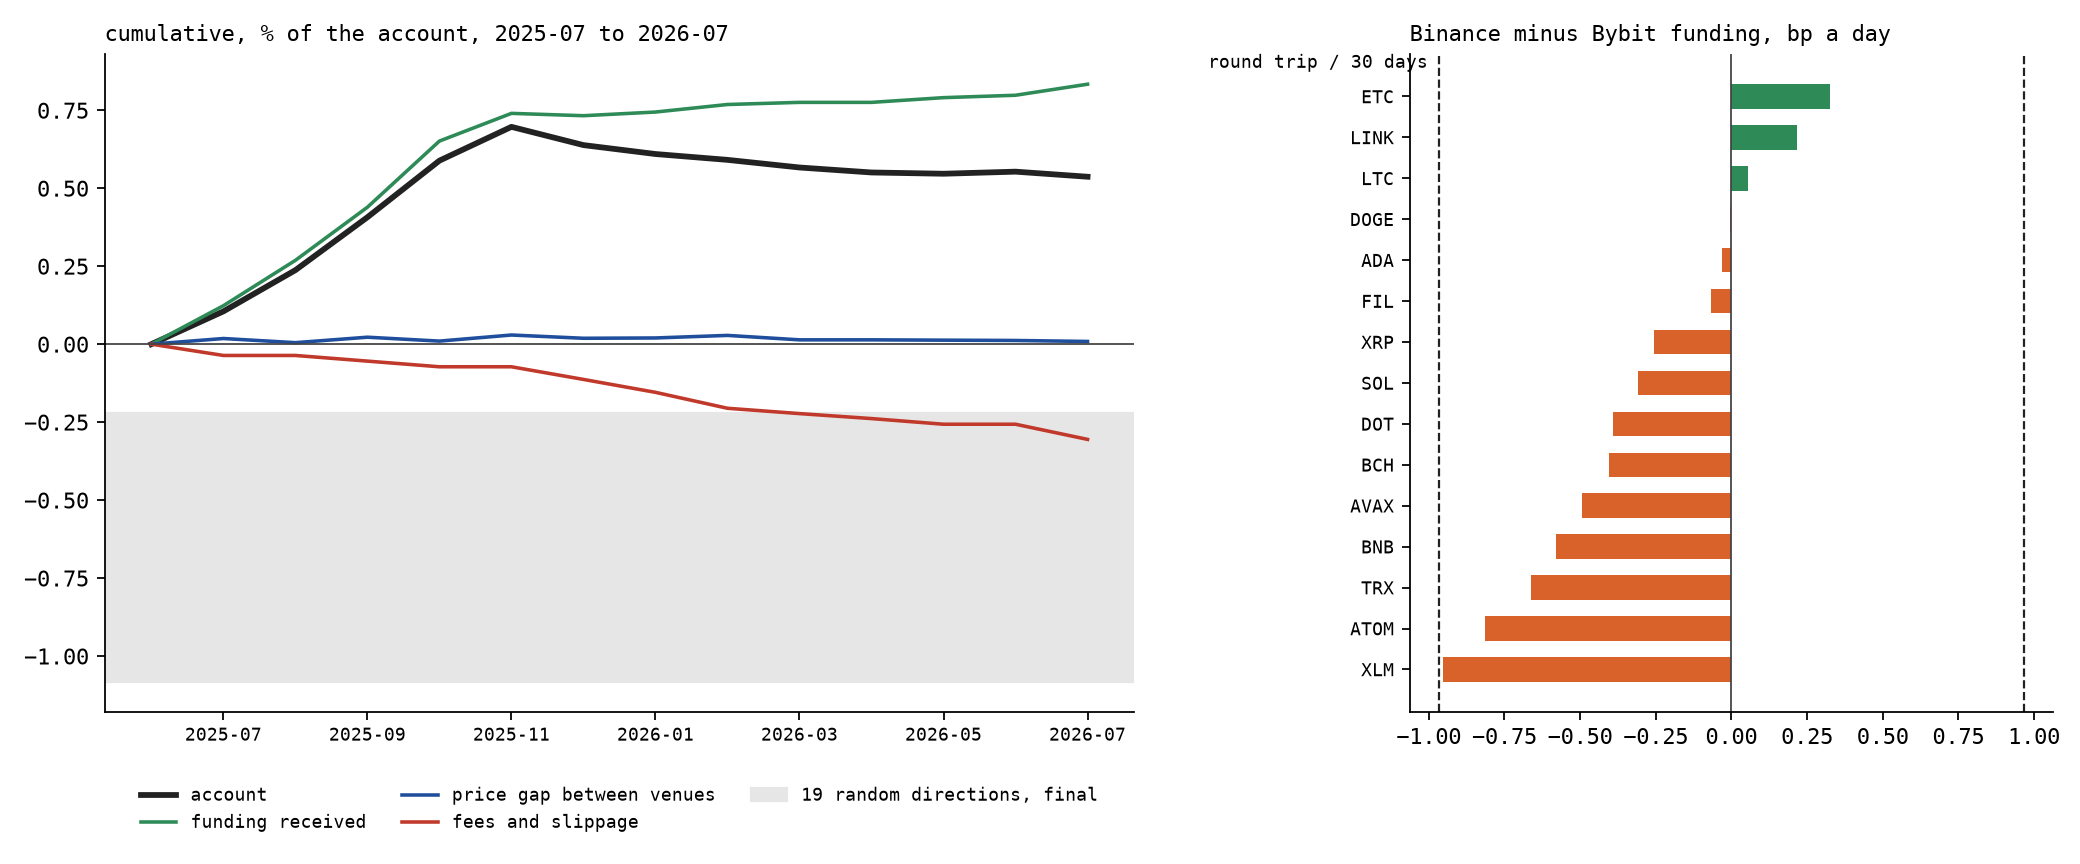 cumulative, % of the account, 2025-07 to 2026-07
0.75
0.50
0.25
0.00
−0.25
−0.50
−0.75
−1.00
2025-07 2025-09 2025-11 2026-01 2026-03 2026-05 2026-07
account
funding received
price gap between venues
fees and slippage
19 random directions, final
Binance minus Bybit funding, bp a day
round trip / 30 days
ETC
LINK
LTC
DOGE
ADA
FIL
XRP
SOL
DOT
BCH
AVAX
BNB
TRX
ATOM
XLM
−1.00 −0.75 −0.50 −0.25 0.00 0.25 0.50 0.75 1.00